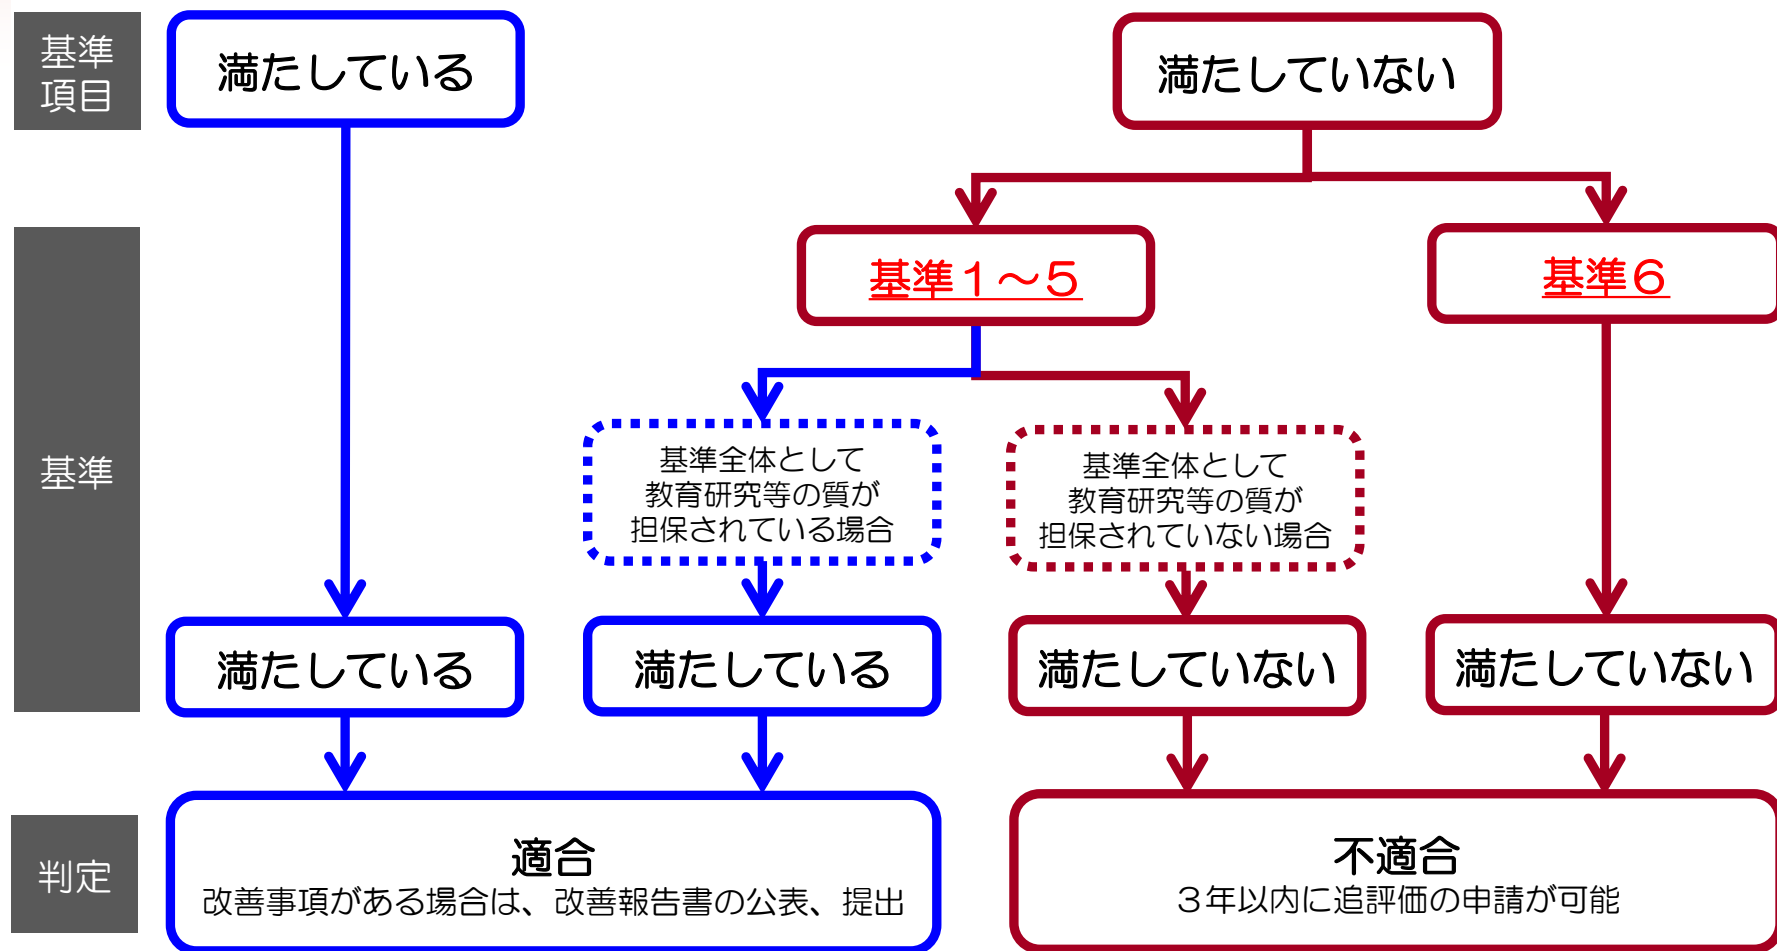 基準
項目
満たしている
満たしていない
基準１～５
基準６
基準
基準全体として
教育研究等の質が
担保されている場合
基準全体として
教育研究等の質が
担保されていない場合
満たしている
満たしている
満たしていない
満たしていない
判定
適合
改善事項がある場合は、改善報告書の公表、提出
不適合
３年以内に追評価の申請が可能